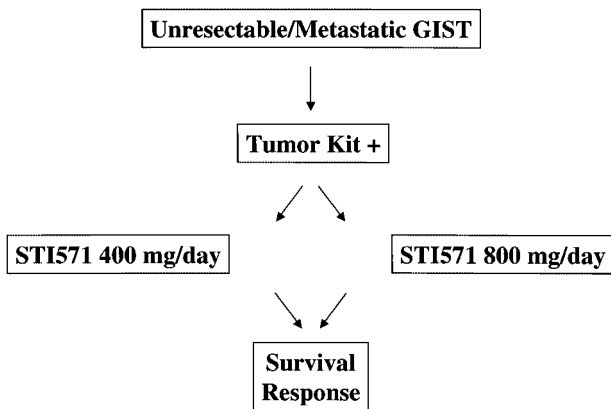 Unresectable/Metastatic GIST
Tumor Kit +
STI571 400 mg/day
STI571 800 mg/day
Survival
Response